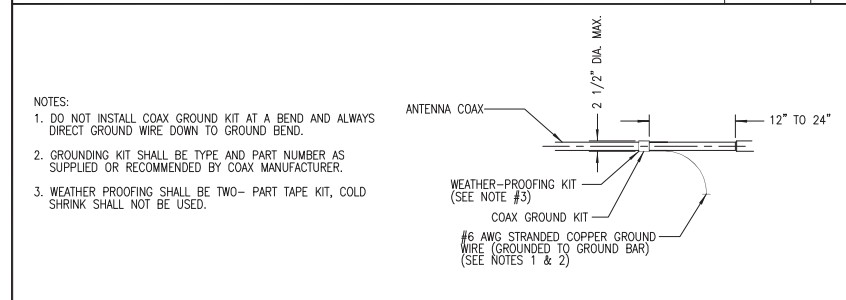 NOTES:
1. DO NOT INSTALL COAX GROUND KIT AT A BEND AND ALWAYS
DIRECT GROUND WIRE DOWN TO GROUND BEND.
2. GROUNDING KIT SHALL BE TYPE AND PART NUMBER AS
SUPPLIED OR RECOMMENDED BY COAX MANUFACTURER.
3. WEATHER PROOFING SHALL BE TWO- PART TAPE KIT, COLD
SHRINK SHALL NOT BE USED.
2 1/2" DIA. MAX.
ANTENNA COAX
12" TO 24"
WEATHER-PROOFING KIT
(SEE NOTE #3)
COAX GROUND KIT
#6 AWG STRANDED COPPER GROUND
WIRE (GROUNDED TO GROUND BAR)
(SEE NOTES 1 & 2)